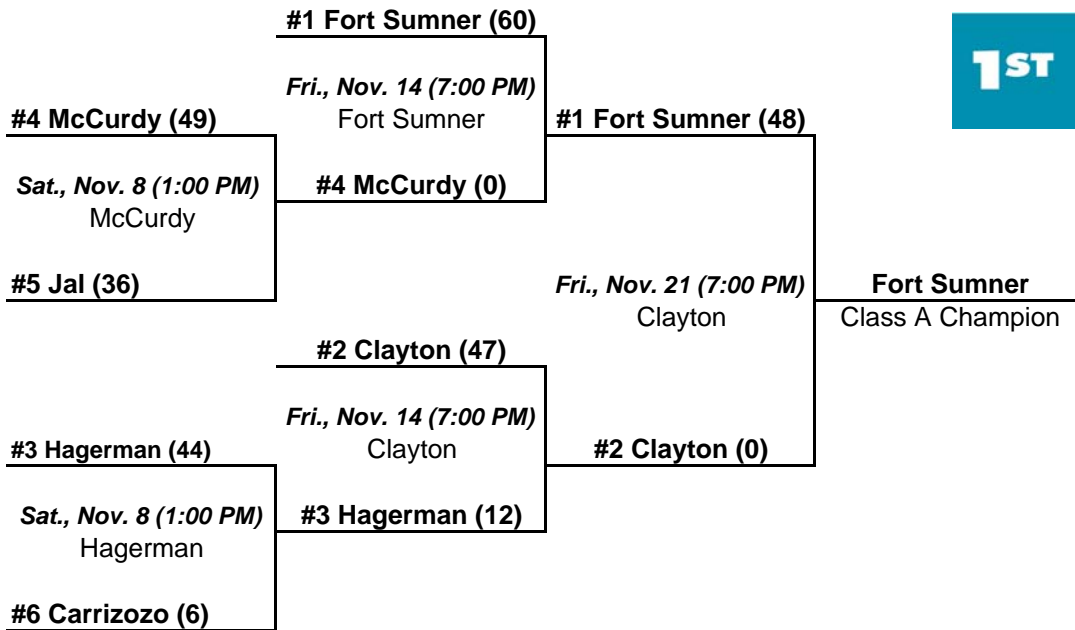 #1 Fort Sumner (60)
1ST
Fri., Nov. 14 (7:00 PM)
#4 McCurdy (49)
Fort Sumner
#1 Fort Sumner (48)
Sat., Nov. 8 (1:00 PM)
#4 McCurdy (0)
McCurdy
#5 Jal (36)
Fri., Nov. 21 (7:00 PM)
Fort Sumner
Clayton
Class A Champion
#2 Clayton (47)
Fri., Nov. 14 (7:00 PM)
#3 Hagerman (44)
Clayton
#2 Clayton (0)
Sat., Nov. 8 (1:00 PM)
#3 Hagerman (12)
Hagerman
#6 Carrizozo (6)